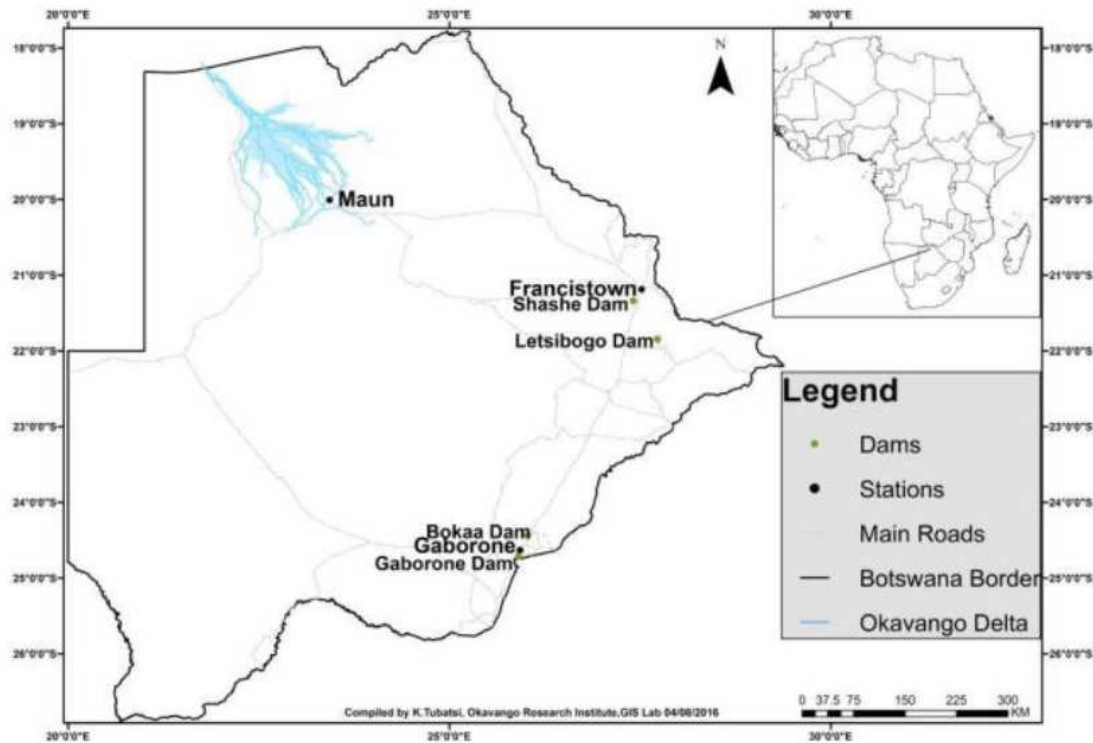 20°0'0"E 25°0'0"E 30°0'0"E
N
18°0'0"S 18°0'0"S
19°0'0"S 19°0'0"S
20°0'0"S 20°0'0"S
Maun
21°0'0"S 21°0'0"S
Francistown
Shashe Dam
Letsibogo Dam
22°0'0"S 22°0'0"S
Legend
Dams
23°0'0"S 23°0'0"S
Stations
24°0'0"S 24°0'0"S
Main Roads
Bokaa Dam
Gaborone
Gaborone Dam
25°0'0"S 25°0'0"S
Botswana Border
Okavango Delta
26°0'0"S 26°0'0"S
0 37.5 75 150 225 300
KM
Compiled by K.Tubatsi, Okavango Research Institute,GIS Lab 04/08/2016
20°0'0"E 25°0'0"E 30°0'0"E